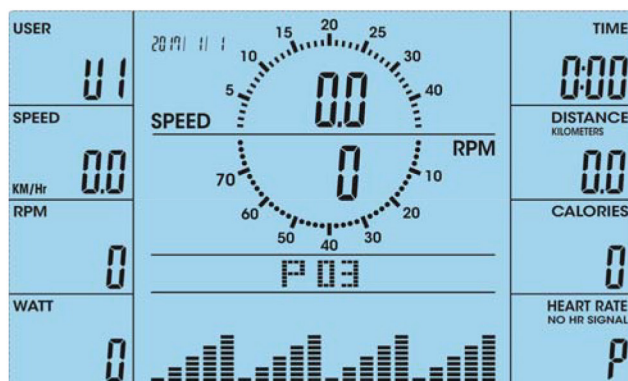 USER
U1
SPEED
KM/Hr 0.0
RPM
0
WATT
0
2017/ 1/ 1
5 10 15 20 25 30 40
SPEED 0.0
0 RPM
70 60 50 40 30 20 10
P 03
TIME
0:00
DISTANCE
KILOMETERS
0.0
CALORIES
0
HEART RATE
NO HR SIGNAL
P